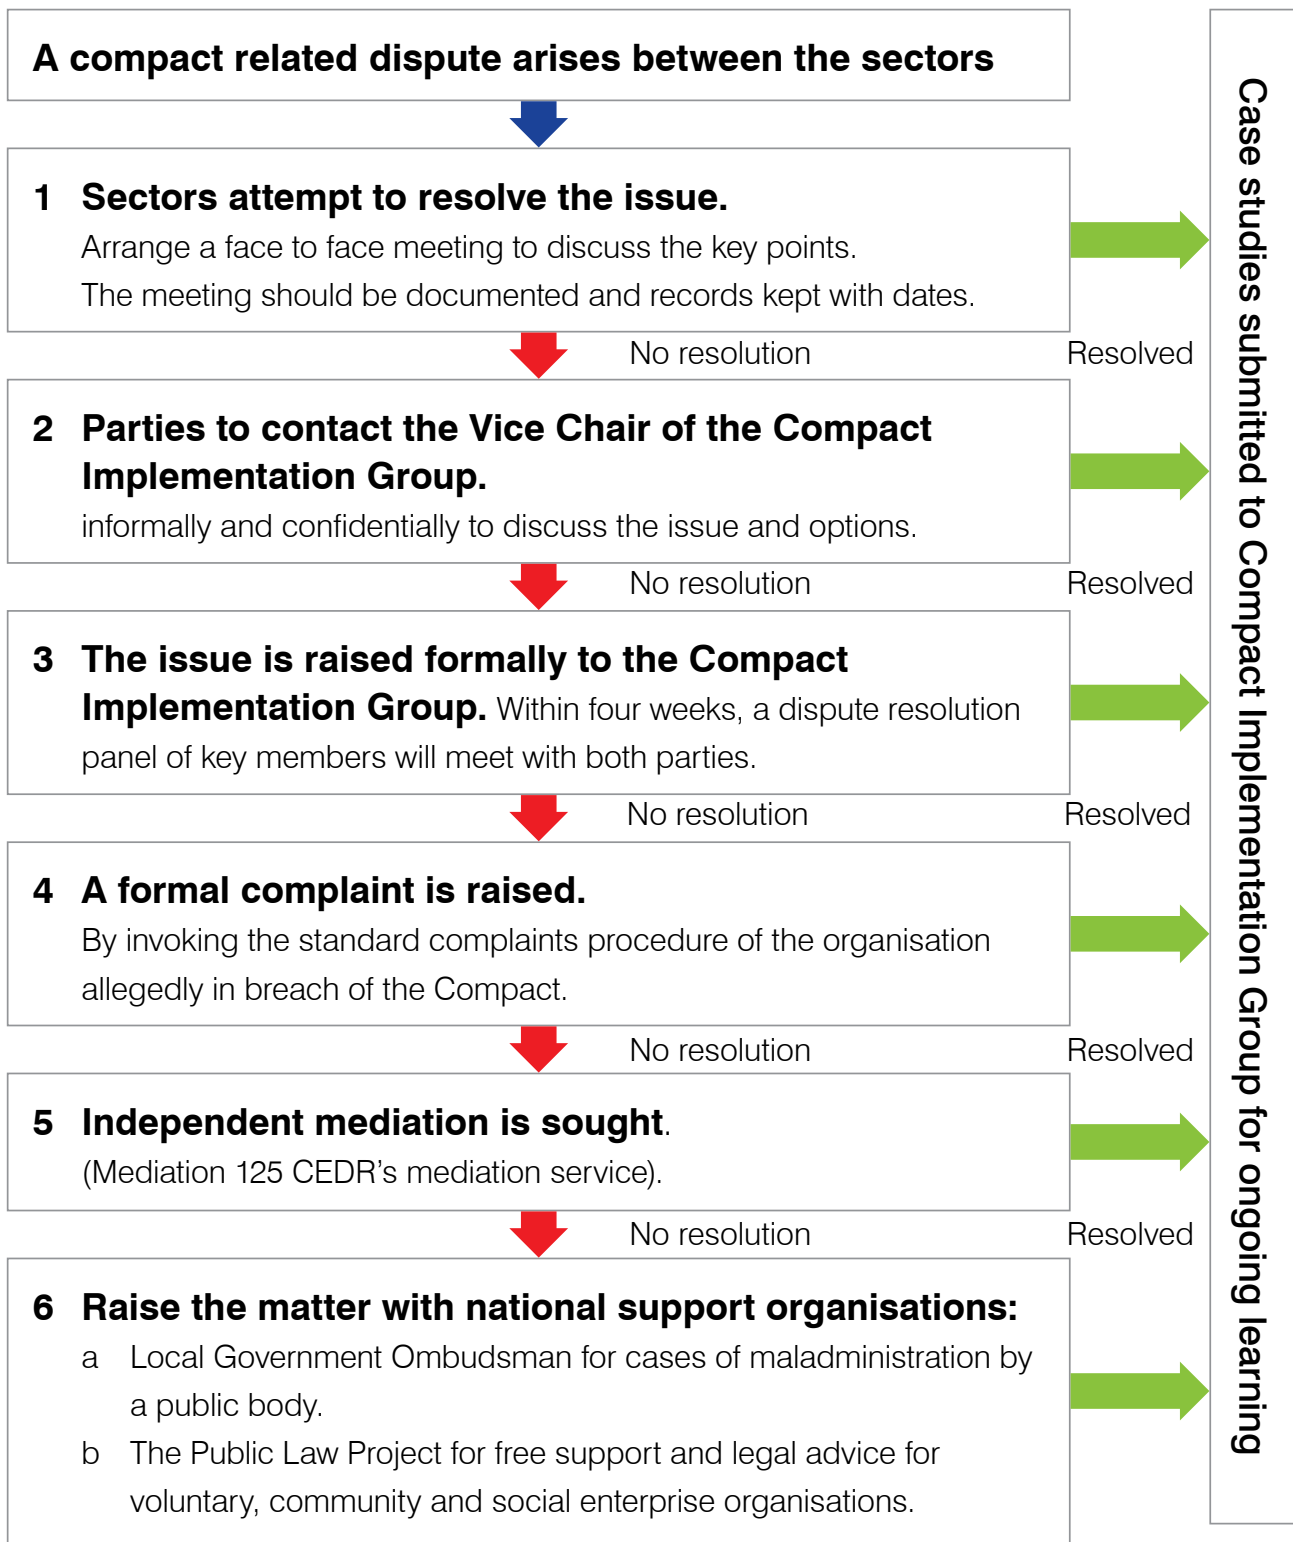 A compact related dispute arises between the sectors
1 Sectors attempt to resolve the issue.
Arrange a face to face meeting to discuss the key points.
The meeting should be documented and records kept with dates.
No resolution Resolved
2 Parties to contact the Vice Chair of the Compact
Implementation Group.
informally and confidentially to discuss the issue and options.
No resolution Resolved
3 The issue is raised formally to the Compact
Implementation Group. Within four weeks, a dispute resolution
panel of key members will meet with both parties.
No resolution Resolved
4 A formal complaint is raised.
By invoking the standard complaints procedure of the organisation
allegedly in breach of the Compact.
No resolution Resolved
5 Independent mediation is sought.
(Mediation 125 CEDR’s mediation service).
No resolution Resolved
6 Raise the matter with national support organisations:
a Local Government Ombudsman for cases of maladministration by
a public body.
b The Public Law Project for free support and legal advice for
voluntary, community and social enterprise organisations.
Case studies submitted to Compact Implementation Group for ongoing learning